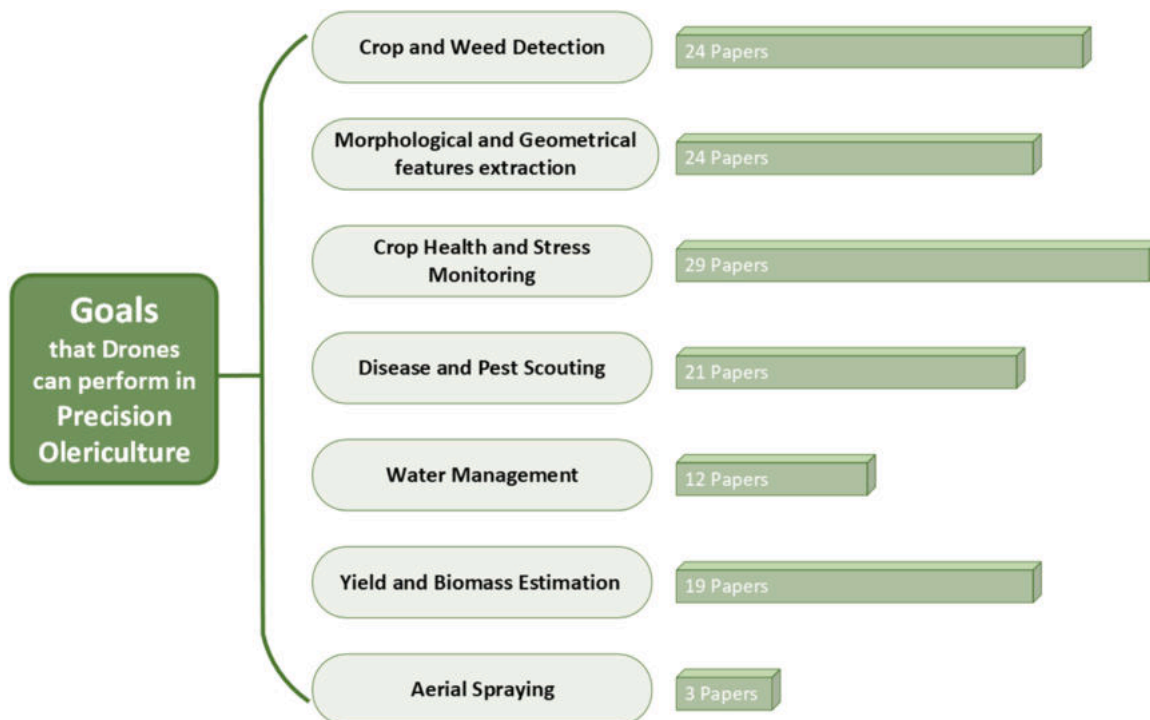 Goals
that Drones
can perform in
Precision
Olericulture
Crop and Weed Detection
24 Papers
Morphological and Geometrical
features extraction
24 Papers
Crop Health and Stress
Monitoring
29 Papers
Disease and Pest Scouting
21 Papers
Water Management
12 Papers
Yield and Biomass Estimation
19 Papers
Aerial Spraying
3 Papers